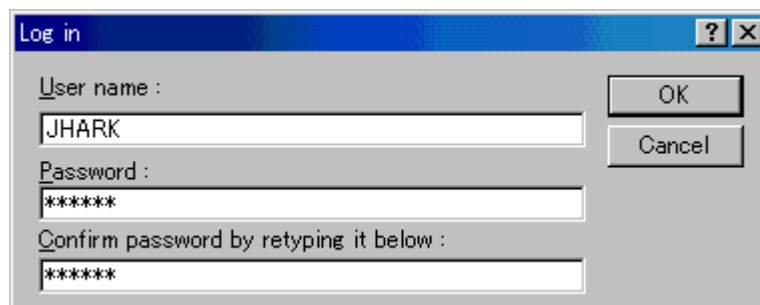 Log in
User name :
JHARK
OK
Cancel
Password :
******
Confirm password by retyping it below :
******